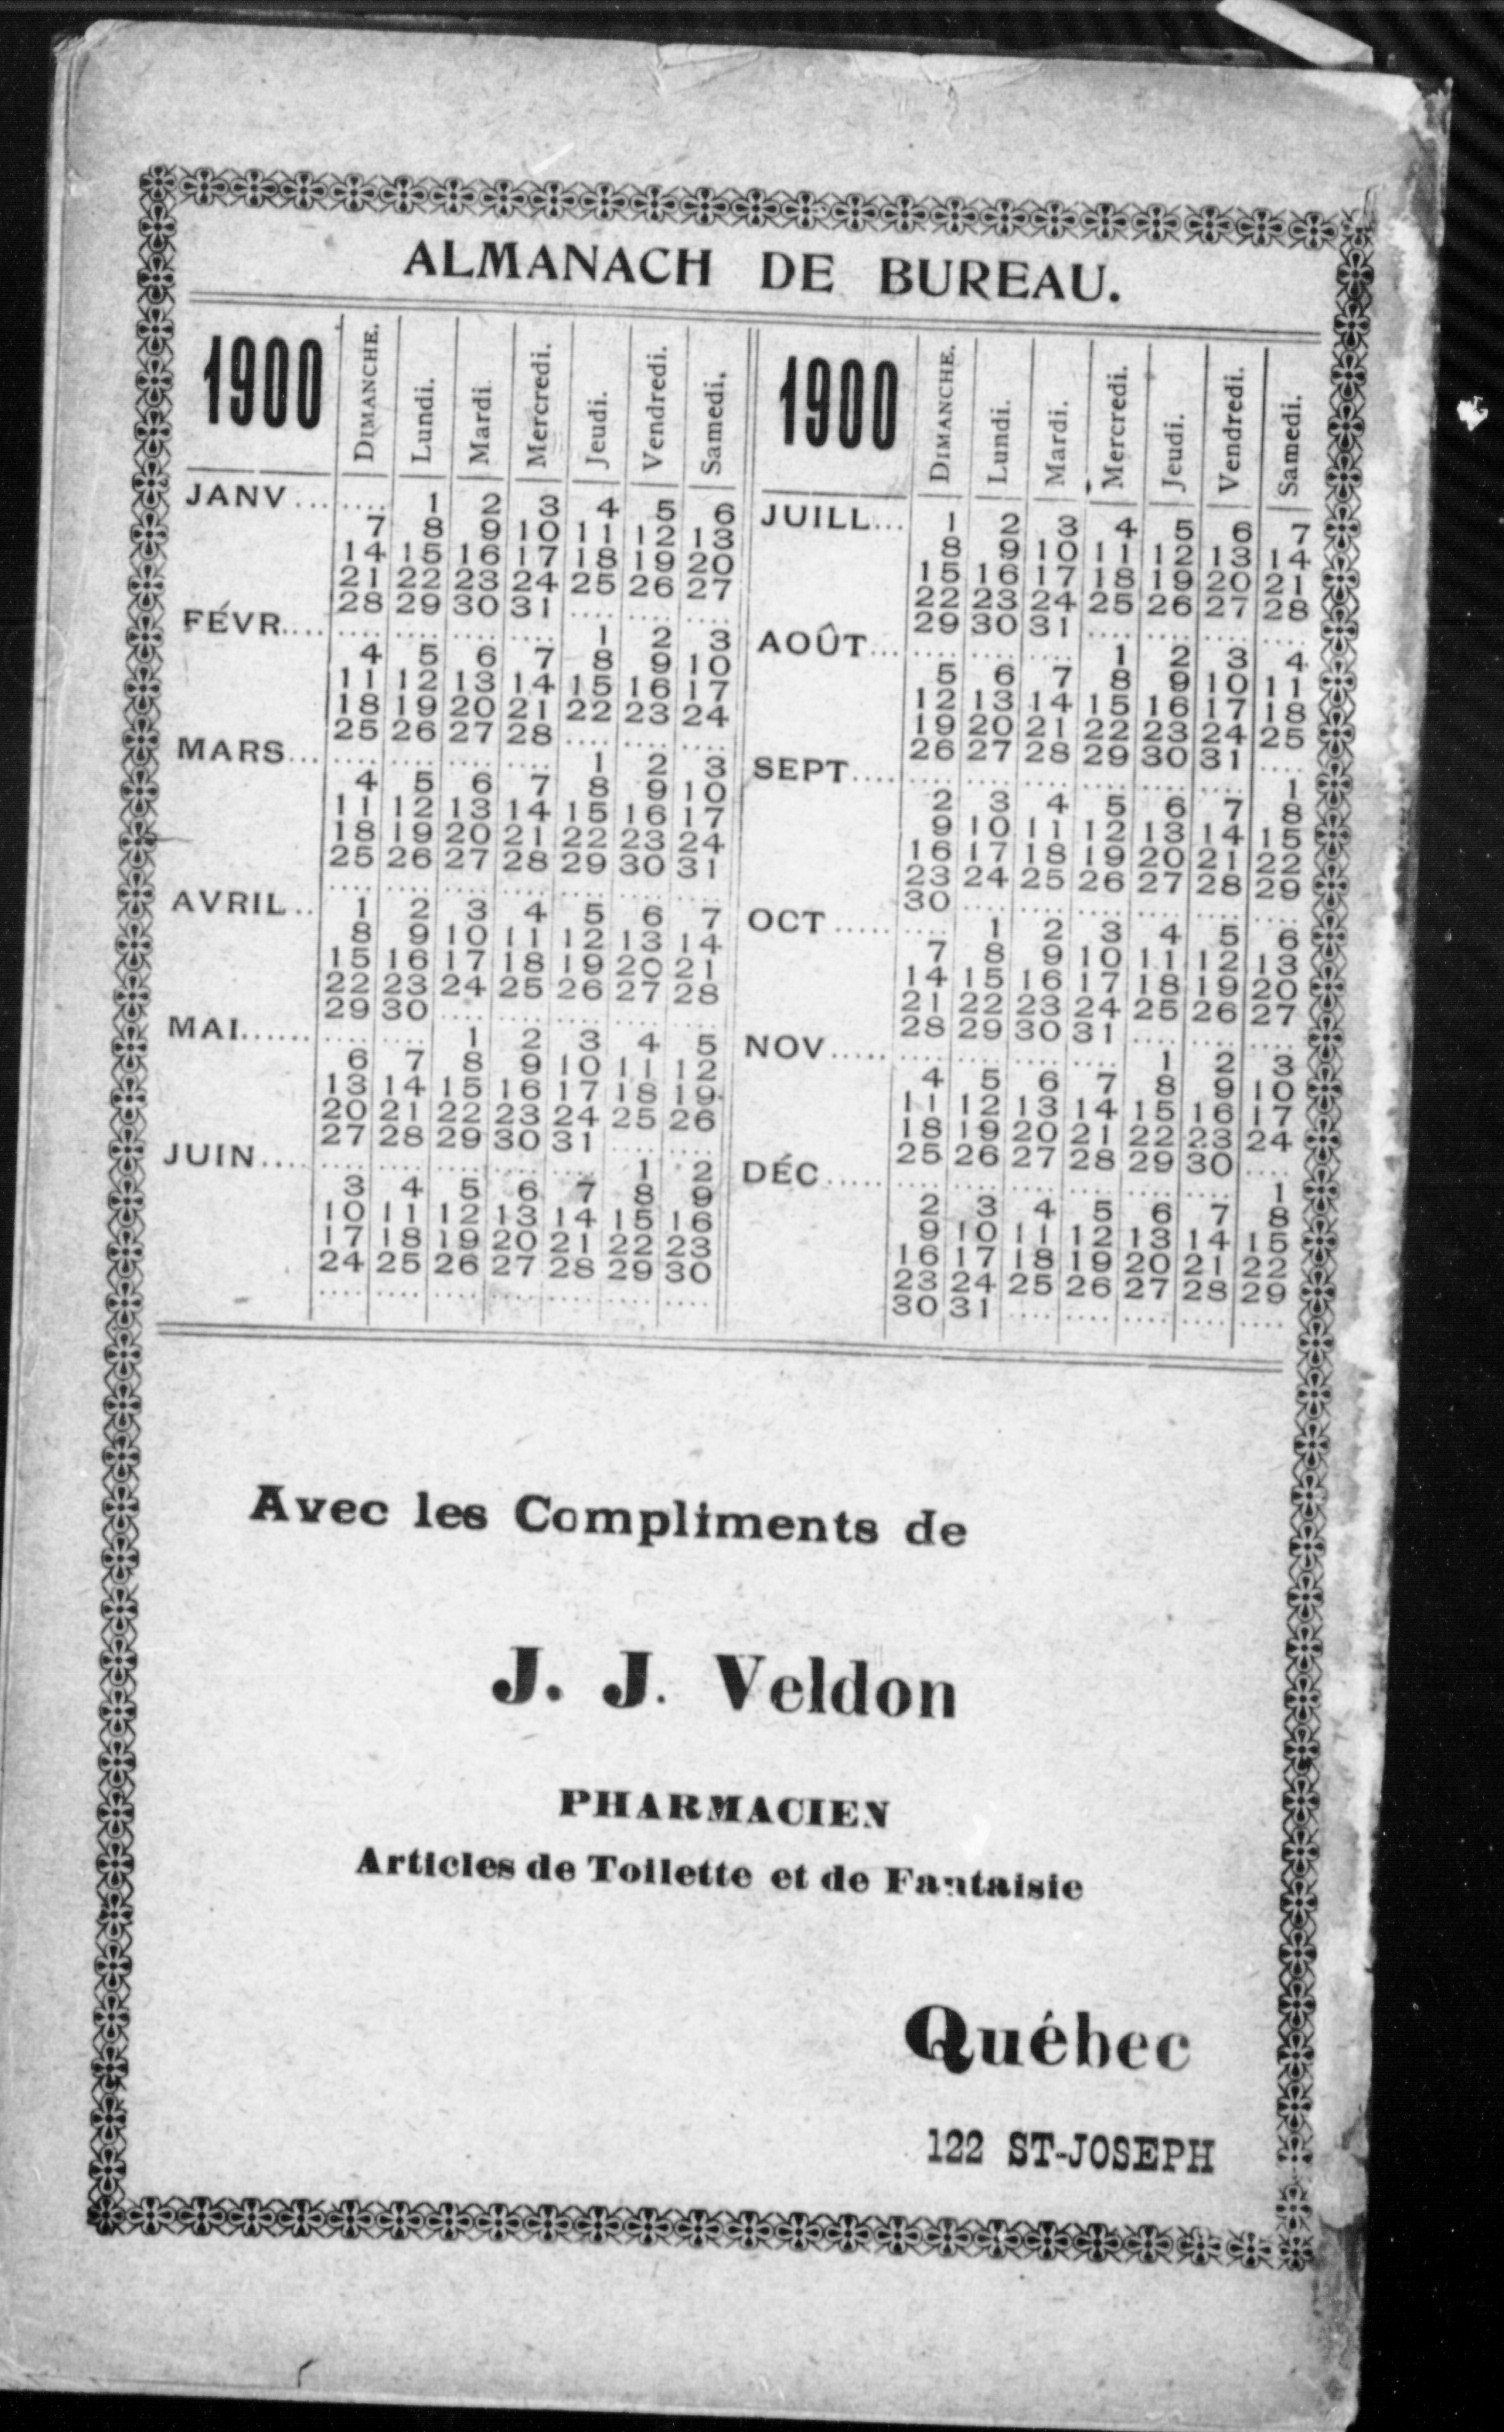 ALMANACH DE BUREAU.
1900 DIMANCHE. Lundi. Mardi. Mercredi. Jeudi. Vendredi. Samedi.
JANV ... .... 1 2 3 4 5 6
7 8 9 10 11 12 13
14 15 16 17 18 19 20
21 22 23 24 25 26 27
28 29 30 31 .... .... ....
FÉVR.... .... .... .... .... 1 2 3
4 5 6 7 8 9 10
11 12 13 14 15 16 17
18 19 20 21 22 23 24
25 26 27 28 .... .... ....
MARS... .... .... .... .... 1 2 3
4 5 6 7 8 9 10
11 12 13 14 15 16 17
18 19 20 21 22 23 24
25 26 27 28 29 30 31
.... .... .... .... .... .... ....
AVRIL.. 1 2 3 4 5 6 7
8 9 10 11 12 13 14
15 16 17 18 19 20 21
22 23 24 25 26 27 28
29 30 .... .... .... .... ....
MAI...... .... .... 1 2 3 4 5
6 7 8 9 10 11 12
13 14 15 16 17 18 19
20 21 22 23 24 25 26
27 28 29 30 31 .... ....
JUIN.... .... .... .... .... .... 1 2
3 4 5 6 7 8 9
10 11 12 13 14 15 16
17 18 19 20 21 22 23
24 25 26 27 28 29 30
.... .... .... .... .... .... ....
1900 DIMANCHE. Lundi. Mardi. Mercredi. Jeudi. Vendredi. Samedi.
JUILL... 1 2 3 4 5 6 7
8 9 10 11 12 13 14
15 16 17 18 19 20 21
22 23 24 25 26 27 28
29 30 31 .... .... .... ....
AOÛT... .... .... .... 1 2 3 4
5 6 7 8 9 10 11
12 13 14 15 16 17 18
19 20 21 22 23 24 25
26 27 28 29 30 31 ....
SEPT.... .... .... .... .... .... .... 1
2 3 4 5 6 7 8
9 10 11 12 13 14 15
16 17 18 19 20 21 22
23 24 25 26 27 28 29
30 .... .... .... .... .... ....
OCT ..... .... 1 2 3 4 5 6
7 8 9 10 11 12 13
14 15 16 17 18 19 20
21 22 23 24 25 26 27
28 29 30 31 .... .... ....
NOV..... .... .... .... .... 1 2 3
4 5 6 7 8 9 10
11 12 13 14 15 16 17
18 19 20 21 22 23 24
25 26 27 28 29 30 ....
DÉC...... .... .... .... .... .... .... 1
2 3 4 5 6 7 8
9 10 11 12 13 14 15
16 17 18 19 20 21 22
23 24 25 26 27 28 29
30 31 .... .... .... .... ....
Avec les Compliments de
J. J. Veldon
PHARMACIEN
Articles de Toilette et de Fantaisie
Québec
122 ST-JOSEPH